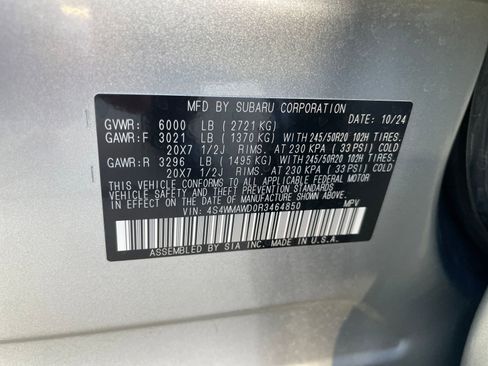 MFD BY SUBARU CORPORATION DATE: 10/24
GVWR: 6000 LB (2721 KG)
GAWR: F 3021 LB (1370 KG) WITH 245/50R20 102H TIRES,
20X7 1/2J RIMS. AT 230 KPA (33 PSI) COLD
GAWR: R 3296 LB (1495 KG) WITH 245/50R20 102H TIRES,
20X7 1/2J RIMS. AT 230 KPA (33 PSI) COLD
THIS VEHICLE CONFORMS TO ALL APPLICABLE FEDERAL MOTOR
VEHICLE SAFETY AND THEFT PREVENTION STANDARDS
IN EFFECT ON THE DATE OF MANUFACTURE SHOWN ABOVE.
VIN: 4S4WMAWD0R3464850 MPV
ASSEMBLED BY SIA INC. MADE IN U.S.A.